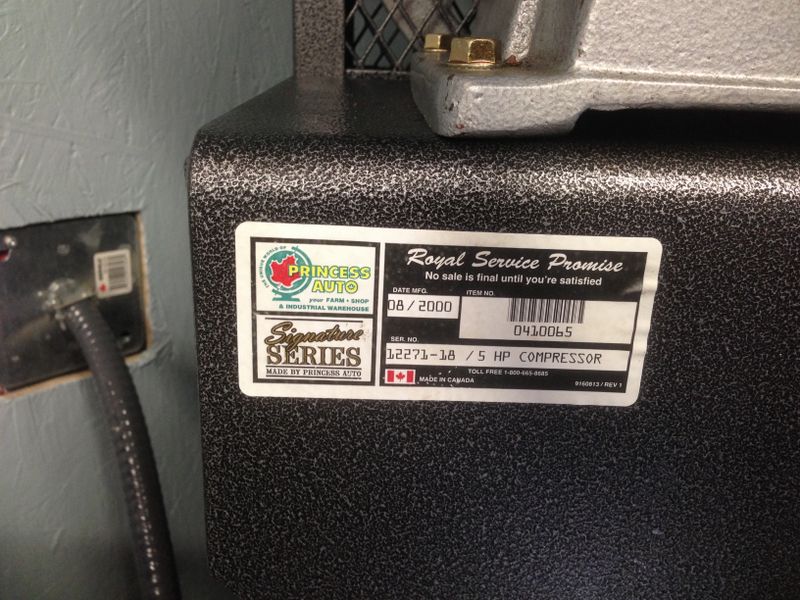 THE UNIQUE WORLD OF
PRINCESS
AUTO
your FARM • SHOP
& INDUSTRIAL WAREHOUSE
Signature
SERIES
MADE BY PRINCESS AUTO
Royal Service Promise
No sale is final until you're satisfied
DATE MFG.
08/2000
ITEM NO.
0410065
SER. NO.
12271-18 /5 HP COMPRESSOR
TOLL FREE 1-800-665-8685
MADE IN CANADA
9160813 / REV 1